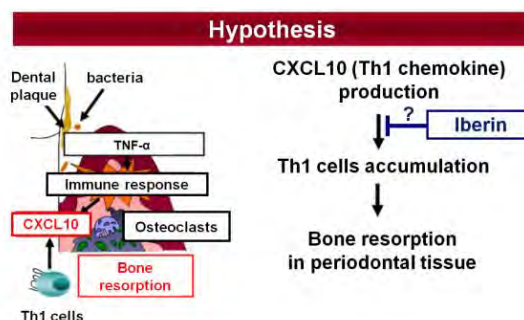 Hypothesis
Dental
plaque
bacteria
TNF-α
Immune response
CXCL10
Osteoclasts
Bone
resorption
Th1 cells
CXCL10 (Th1 chemokine)
production
?
Iberin
Th1 cells accumulation
Bone resorption
in periodontal tissue